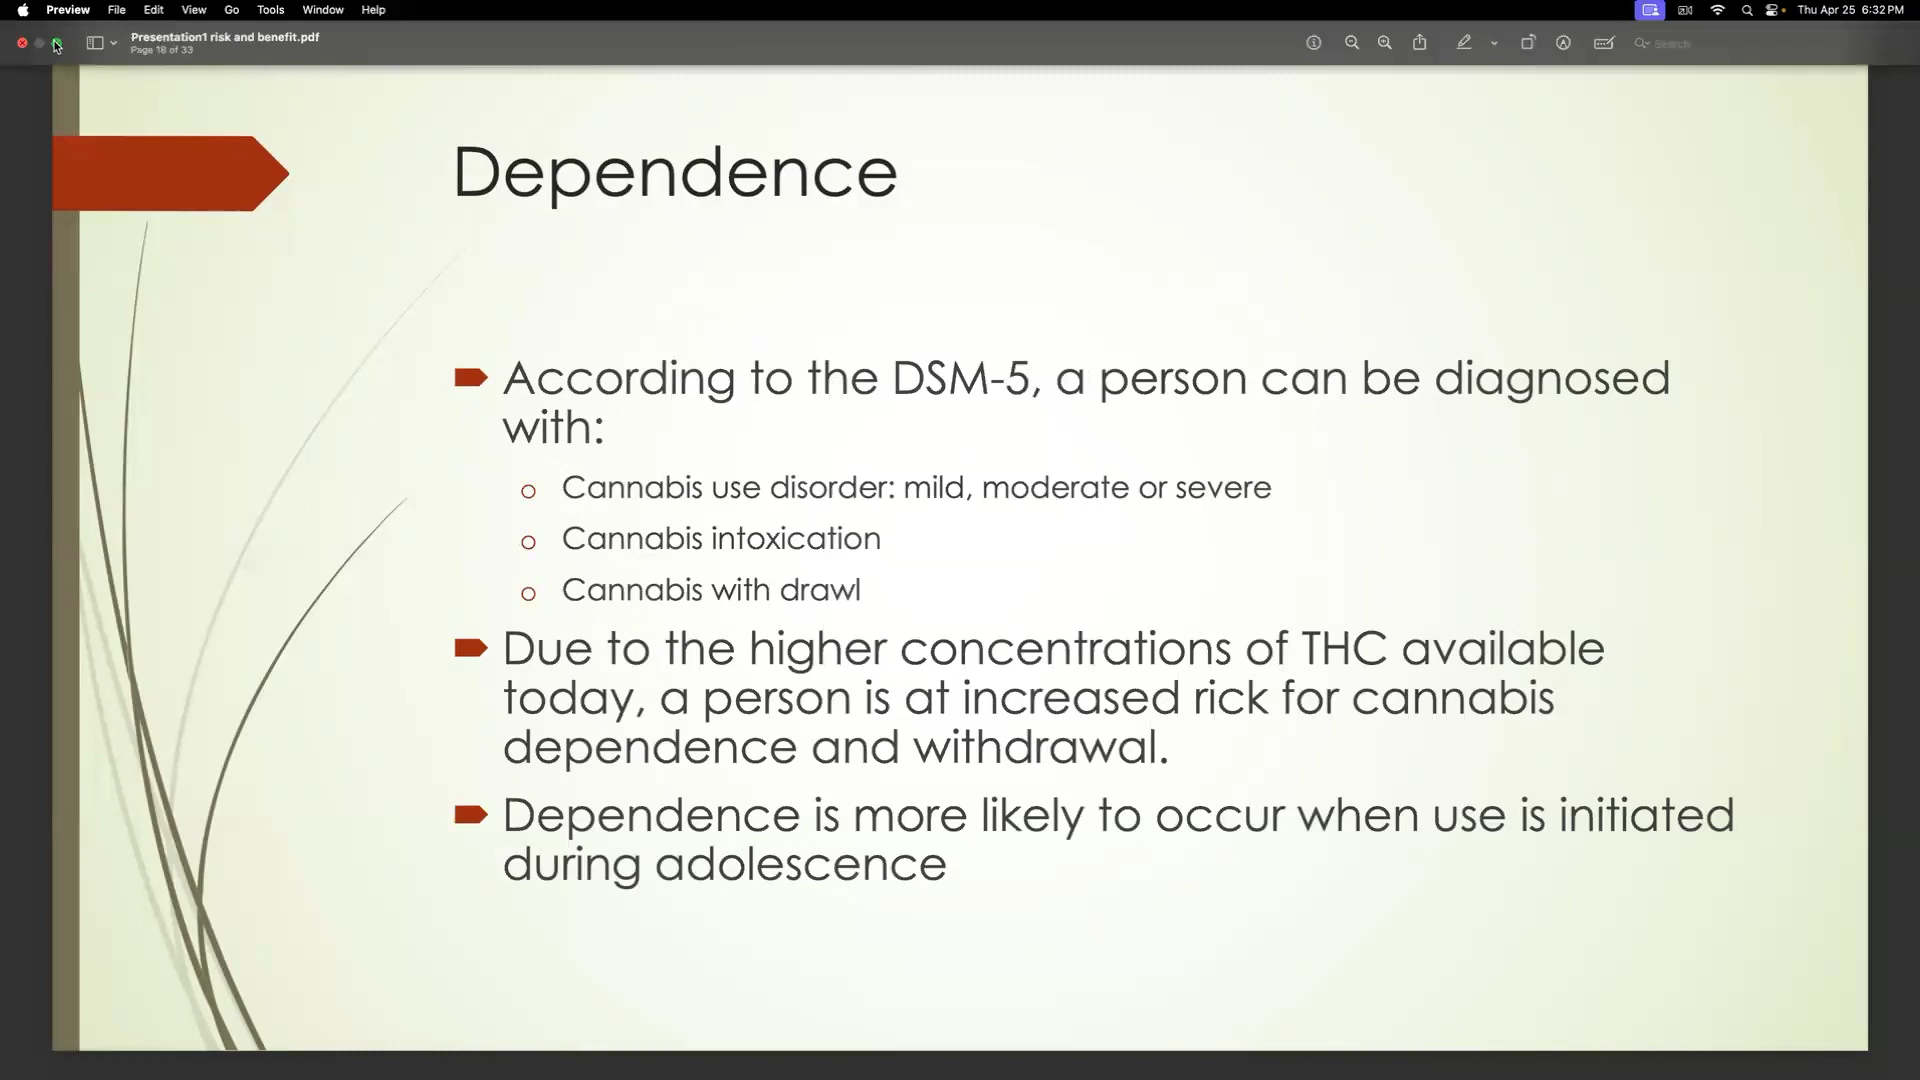 Preview File Edit View Go Tools Window Help Thu Apr 25 6:32 PM
Presentation1 risk and benefit.pdf
Page 18 of 33
Search
Dependence
According to the DSM-5, a person can be diagnosed
with:
Cannabis use disorder: mild, moderate or severe
Cannabis intoxication
Cannabis with drawl
Due to the higher concentrations of THC available
today, a person is at increased rick for cannabis
dependence and withdrawal.
Dependence is more likely to occur when use is initiated
during adolescence